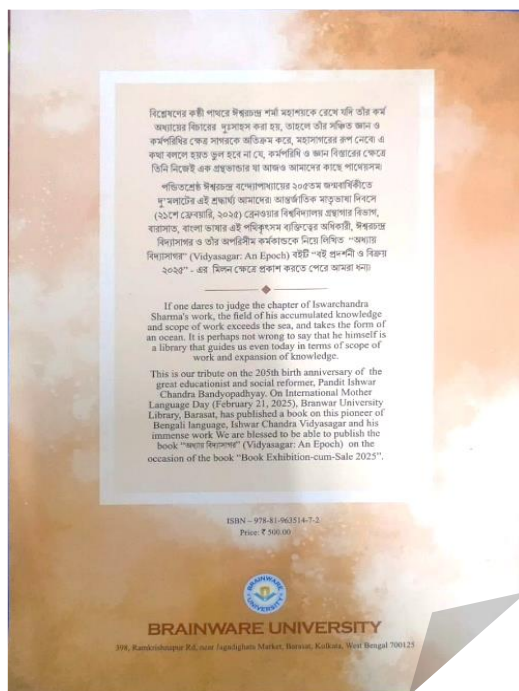 বিশ্লেষণের কষ্টী পাথরে ঈশ্বরচন্দ্র শর্মা মহাশয়কে রেখে যদি তাঁর কর্ম
অধ্যায়ের বিচারের দুঃসাহস করা হয়, তাহলে তাঁর সঞ্চিত জ্ঞান ও
কর্মপরিধির ক্ষেত্র সাগরকে অতিক্রম করে, মহাসাগরের রূপ নেবে। এ
কথা বললে হয়ত ভুল হবে না যে, কর্মপরিধি ও জ্ঞান বিস্তারের ক্ষেত্রে
তিনি নিজেই এক গ্রন্থভান্ডার যা আজও আমাদের কাছে পাথেয়সম।
পন্ডিতশ্রেষ্ঠ ঈশ্বরচন্দ্র বন্দ্যোপাধ্যায়ের ২০৫তম জন্মবার্ষিকীতে
দু'মলাটের এই শ্রদ্ধার্ঘ্য আমাদের। আন্তর্জাতিক মাতৃভাষা দিবসে
(২১শে ফেব্রুয়ারি, ২০২৫) ব্রেনওয়ার বিশ্ববিদ্যালয় গ্রন্থাগার বিভাগ,
বারাসাত, বাংলা ভাষার এই পথিকৃৎসম ব্যক্তিত্বের অধিকারী, ঈশ্বরচন্দ্র
বিদ্যাসাগর ও তাঁর অপরিসীম কর্মকান্ডকে নিয়ে লিখিত "অধ্যায়
বিদ্যাসাগর" (Vidyasagar: An Epoch) বইটি "বই প্রদর্শনী ও বিক্রয়
২০২৫" - এর মিলন ক্ষেত্রে প্রকাশ করতে পেরে আমরা ধন্য।
If one dares to judge the chapter of Iswarchandra
Sharma's work, the field of his accumulated knowledge
and scope of work exceeds the sea, and takes the form of
an ocean. It is perhaps not wrong to say that he himself is
a library that guides us even today in terms of scope of
work and expansion of knowledge.
This is our tribute on the 205th birth anniversary of the
great educationist and social reformer, Pandit Ishwar
Chandra Bandyopadhyay. On International Mother
Language Day (February 21, 2025), Branwar University
Library, Barasat, has published a book on this pioneer of
Bengali language, Ishwar Chandra Vidyasagar and his
immense work We are blessed to be able to publish the
book "অধ্যায় বিদ্যাসাগর" (Vidyasagar: An Epoch) on the
occasion of the book "Book Exhibition-cum-Sale 2025".
ISBN – 978-81-963514-7-2
Price: ₹ 500.00
BRAINWARE
UNIVERSITY
BRAINWARE UNIVERSITY
398, Ramkrishnapur Rd, near Jagadighata Market, Barasat, Kolkata, West Bengal 700125